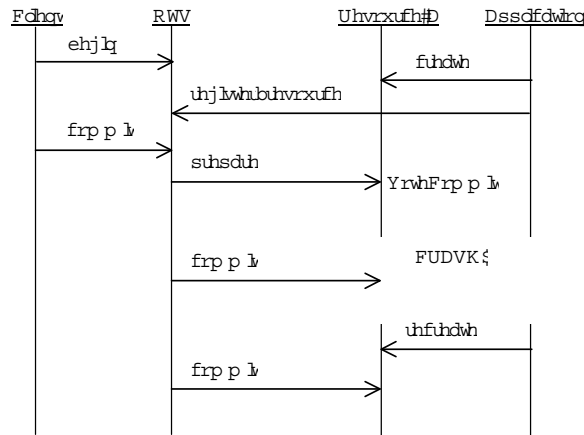 Fdhqw RWV Uhvrxufh#D Dssdfdwlrq
ehjlq
fuhdwh
uhjlvwhubuhvrxufh
frp p lw
suhsduh
YrwhFrp p lw
FUDVK$
frp p lw
uhfuhdwh
frp p lw